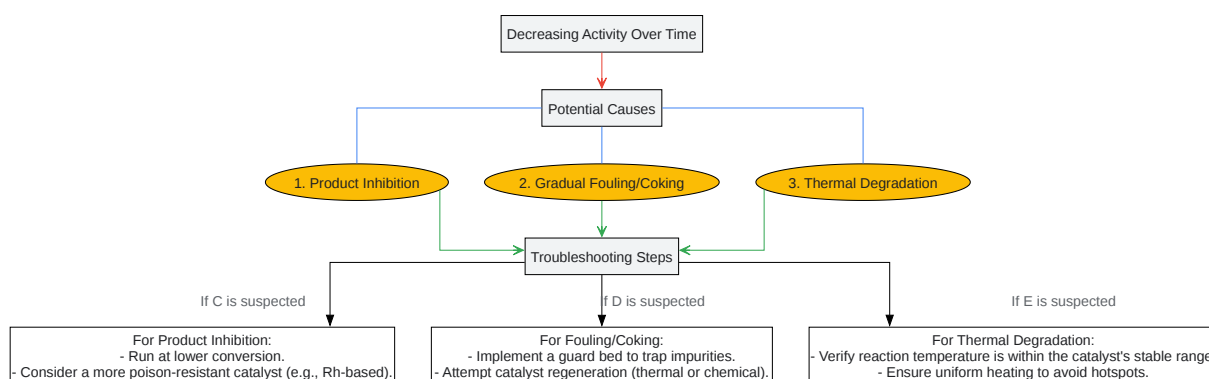 Decreasing Activity Over Time
Potential Causes
1. Product Inhibition
2. Gradual Fouling/Coking
3. Thermal Degradation
Troubleshooting Steps
If C is suspected
If D is suspected
If E is suspected
For Product Inhibition:
- Run at lower conversion.
- Consider a more poison-resistant catalyst (e.g., Rh-based).
For Fouling/Coking:
- Implement a guard bed to trap impurities.
- Attempt catalyst regeneration (thermal or chemical).
For Thermal Degradation:
- Verify reaction temperature is within the catalyst's stable range
- Ensure uniform heating to avoid hotspots.